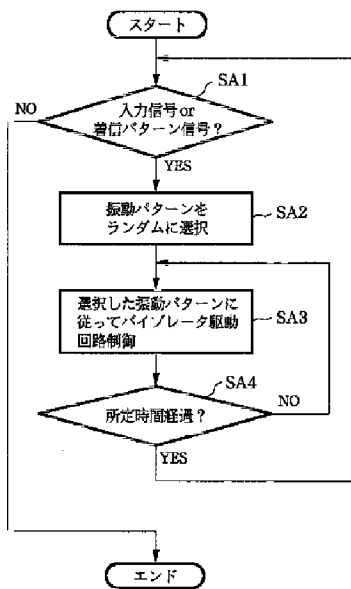 スタート
SA1
NO
入力信号or
着信パターン信号？
YES
振動パターンを
ランダムに選択
SA2
選択した振動パターンに
従ってバイブレータ駆動
回路制御
SA3
SA4
所定時間経過？
NO
YES
エンド